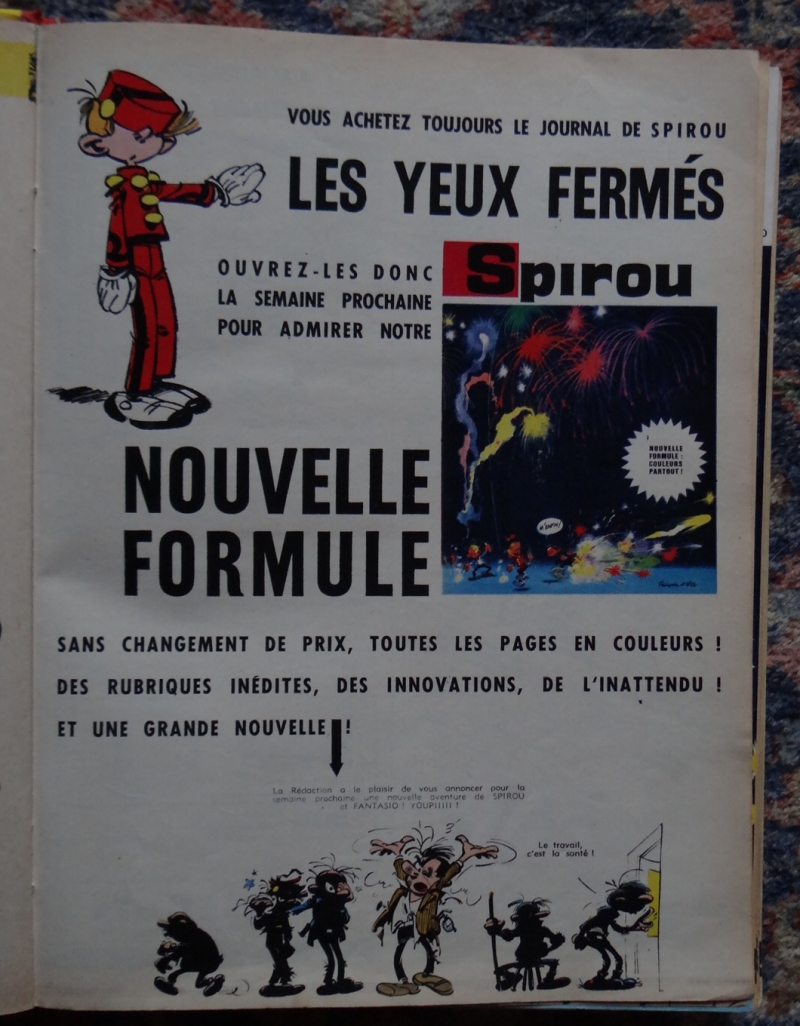 VOUS ACHETEZ TOUJOURS LE JOURNAL DE SPIROU
LES YEUX FERMÉS
OUVREZ-LES DONC
LA SEMAINE PROCHAINE
POUR ADMIRER NOTRE
Spirou
NOUVELLE
FORMULE :
COULEURS
PARTOUT !
NOUVELLE
FORMULE
SANS CHANGEMENT DE PRIX, TOUTES LES PAGES EN COULEURS !
DES RUBRIQUES INÉDITES, DES INNOVATIONS, DE L'INATTENDU !
ET UNE GRANDE NOUVELLE !
La Rédaction a le plaisir de vous annoncer pour la
semaine prochaine une nouvelle aventure de SPIROU
et FANTASIO ! YOUPIIIII !
Le travail,
c'est la santé !